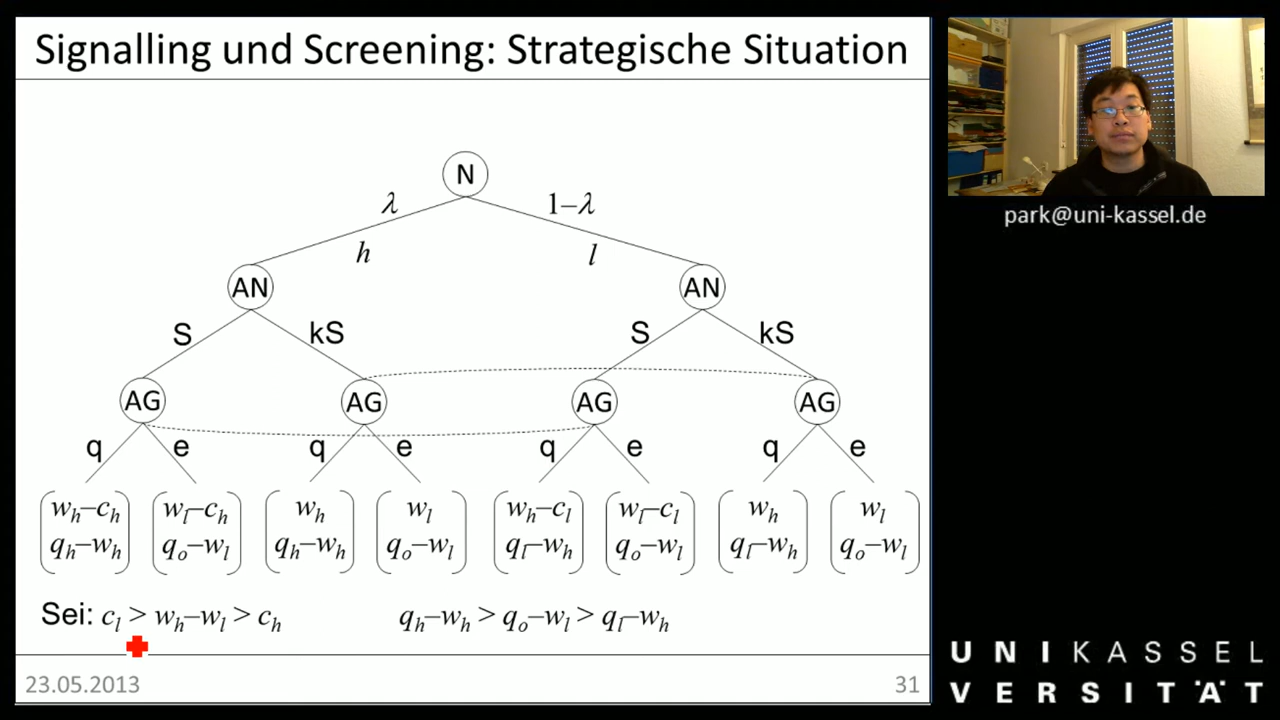 Signalling und Screening: Strategische Situation
N
λ 1–λ
h l
AN AN
S kS S kS
AG AG AG AG
q e q e q e q e
w_h–c_h w_l–c_h w_h w_l w_h–c_l w_l–c_l w_h w_l
q_h–w_h q_o–w_l q_h–w_h q_o–w_l q_l–w_h q_o–w_l q_l–w_h q_o–w_l
Sei: c_l > w_h–w_l > c_h q_h–w_h > q_o–w_l > q_l–w_h
23.05.2013 31
park@uni-kassel.de
UNIKASSEL
VERSITÄT